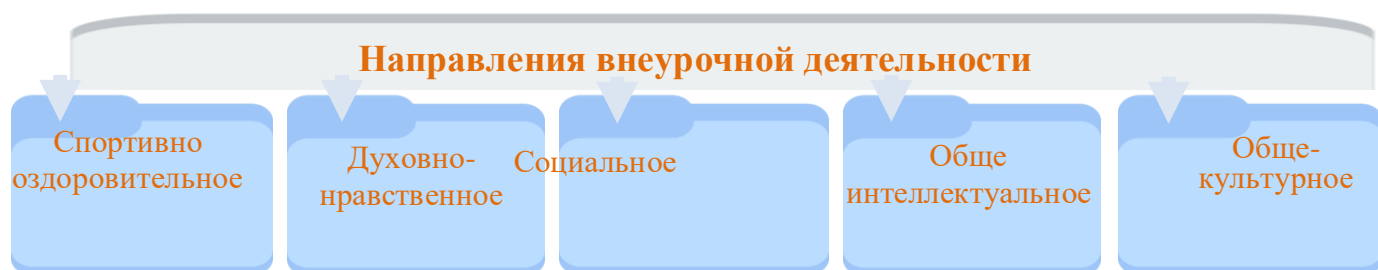 Направления внеурочной деятельности
Спортивно
оздоровительное
Духовно-
нравственное
Социальное
Обще
интеллектуальное
Обще-
культурное